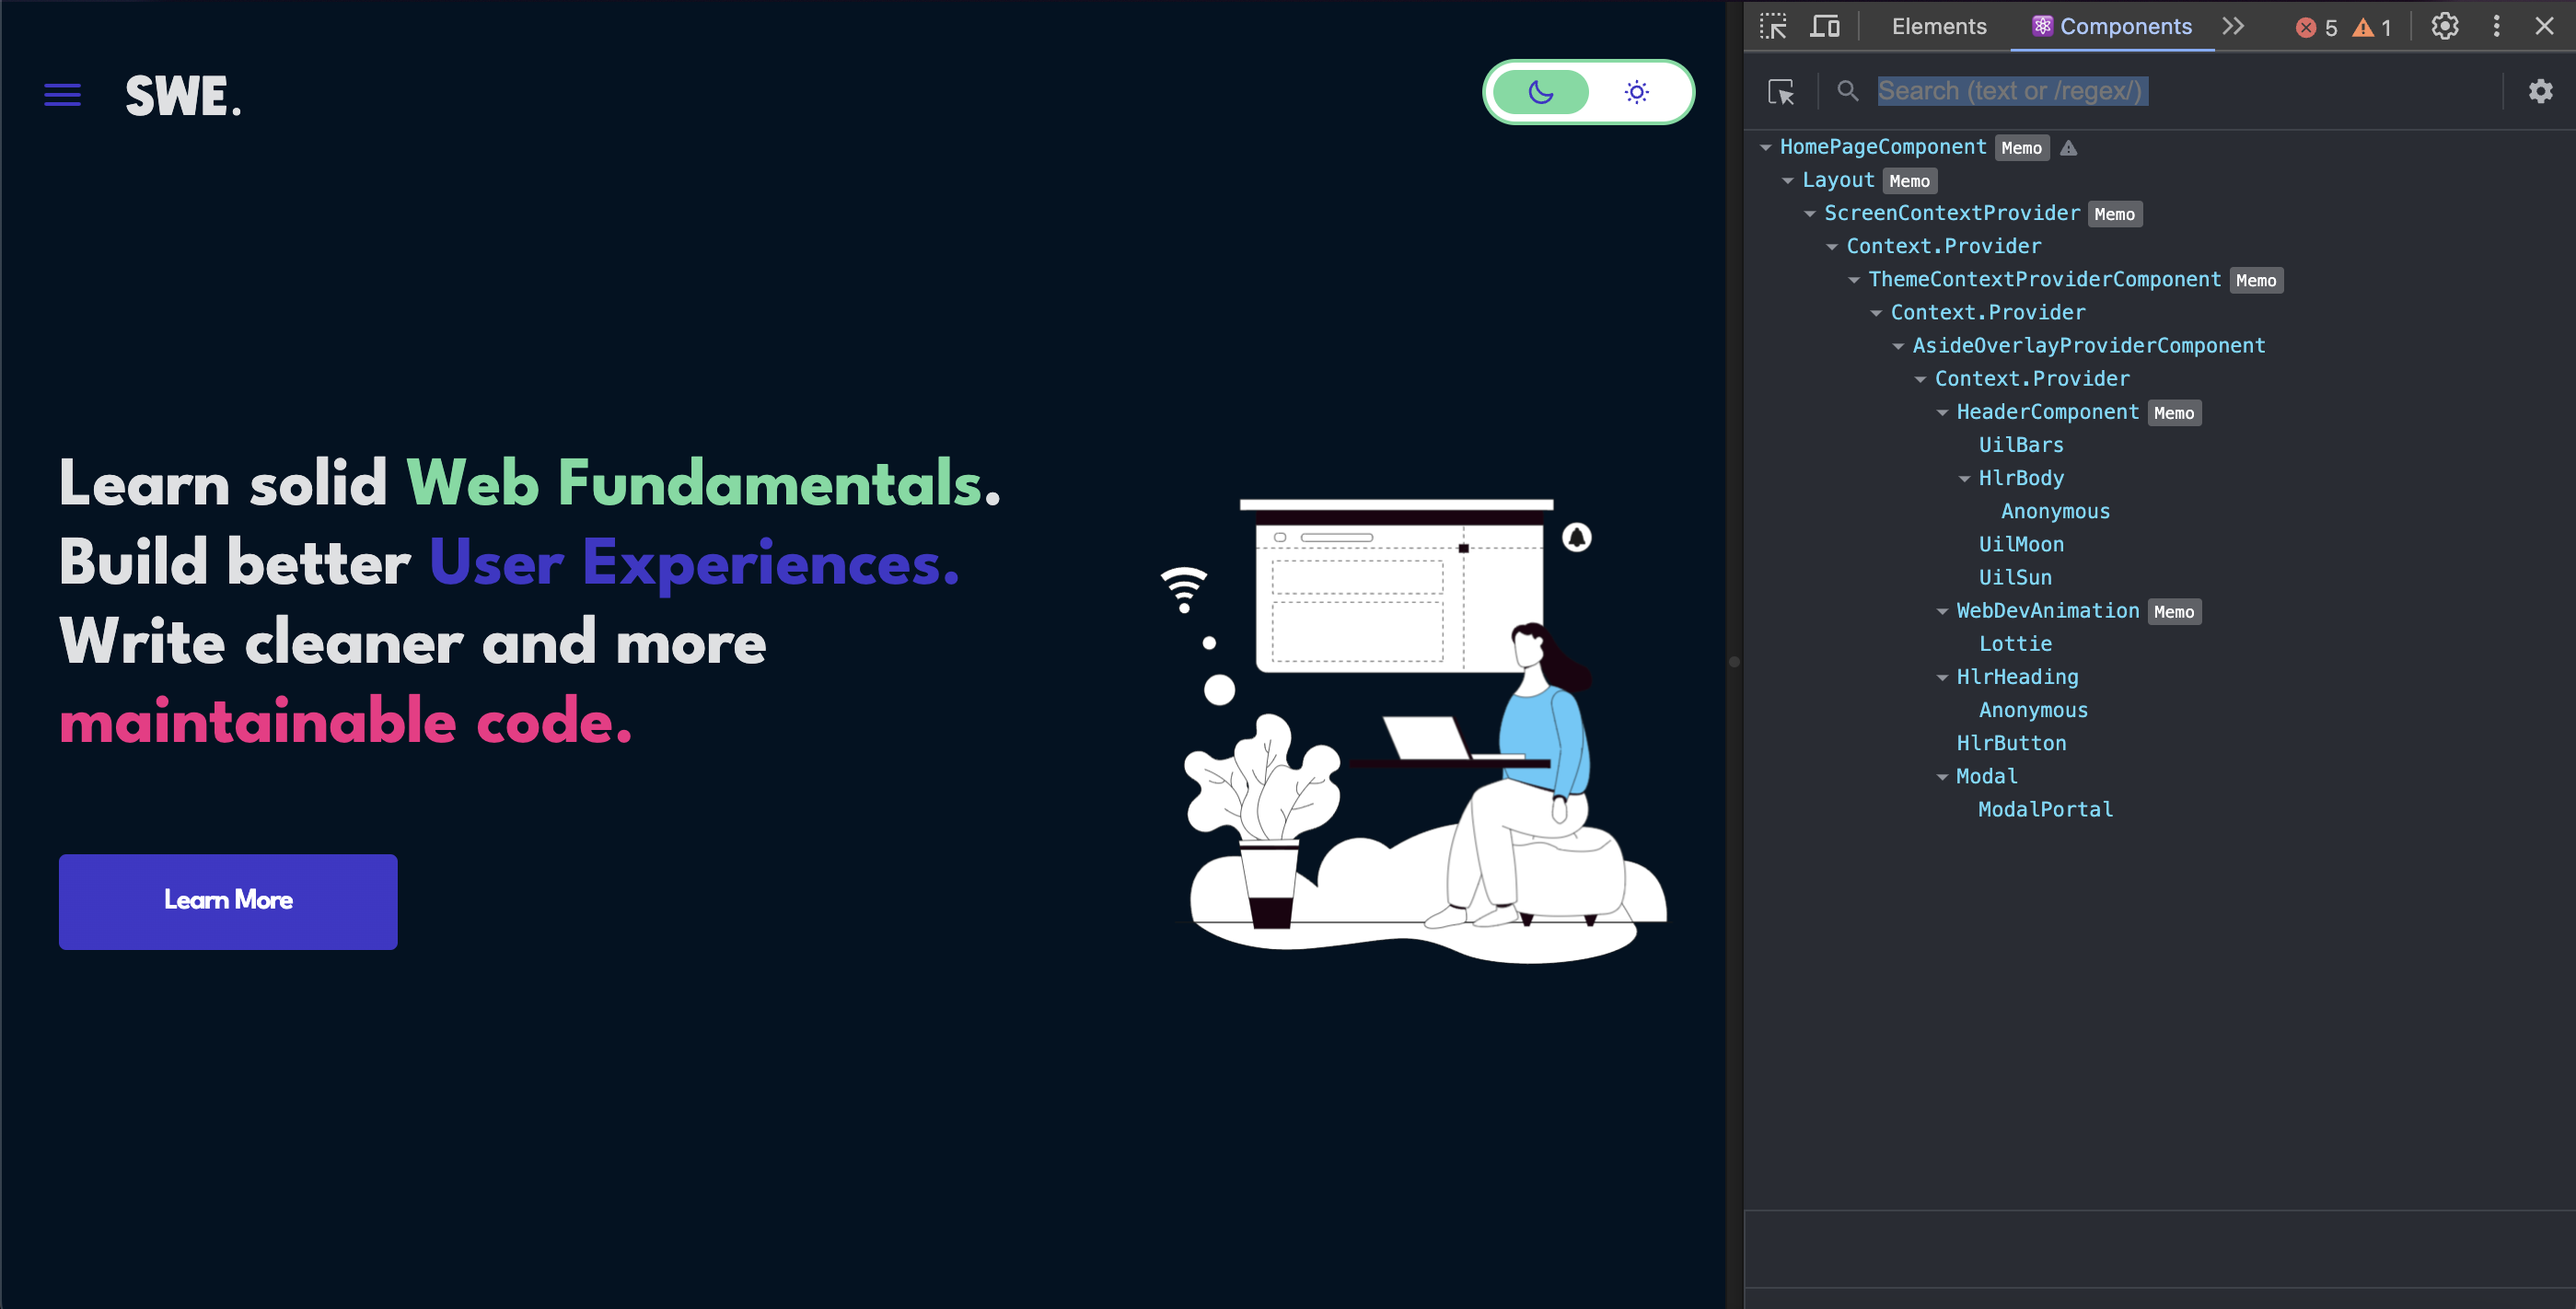 SWE.
Learn solid Web Fundamentals.
Build better User Experiences.
Write cleaner and more
maintainable code.
Learn More
Elements
Components
5
1
Search (text or /regex/)
HomePageComponent Memo
Layout Memo
ScreenContextProvider Memo
Context.Provider
ThemeContextProviderComponent Memo
Context.Provider
AsideOverlayProviderComponent
Context.Provider
HeaderComponent Memo
UilBars
HlrBody
Anonymous
UilMoon
UilSun
WebDevAnimation Memo
Lottie
HlrHeading
Anonymous
HlrButton
Modal
ModalPortal